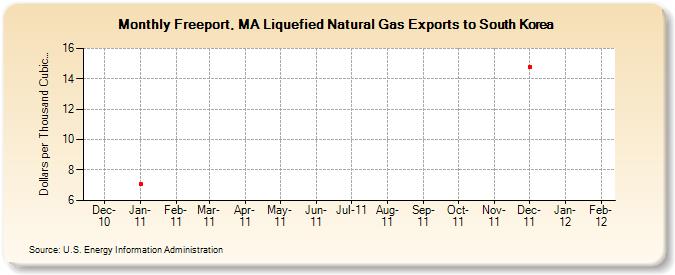 Monthly Freeport, MA Liquefied Natural Gas Exports to South Korea
Dollars per Thousand Cubic...
16
14
12
10
8
6
Dec-10 Jan-11 Feb-11 Mar-11 Apr-11 May-11 Jun-11 Jul-11 Aug-11 Sep-11 Oct-11 Nov-11 Dec-11 Jan-12 Feb-12
Source: U.S. Energy Information Administration